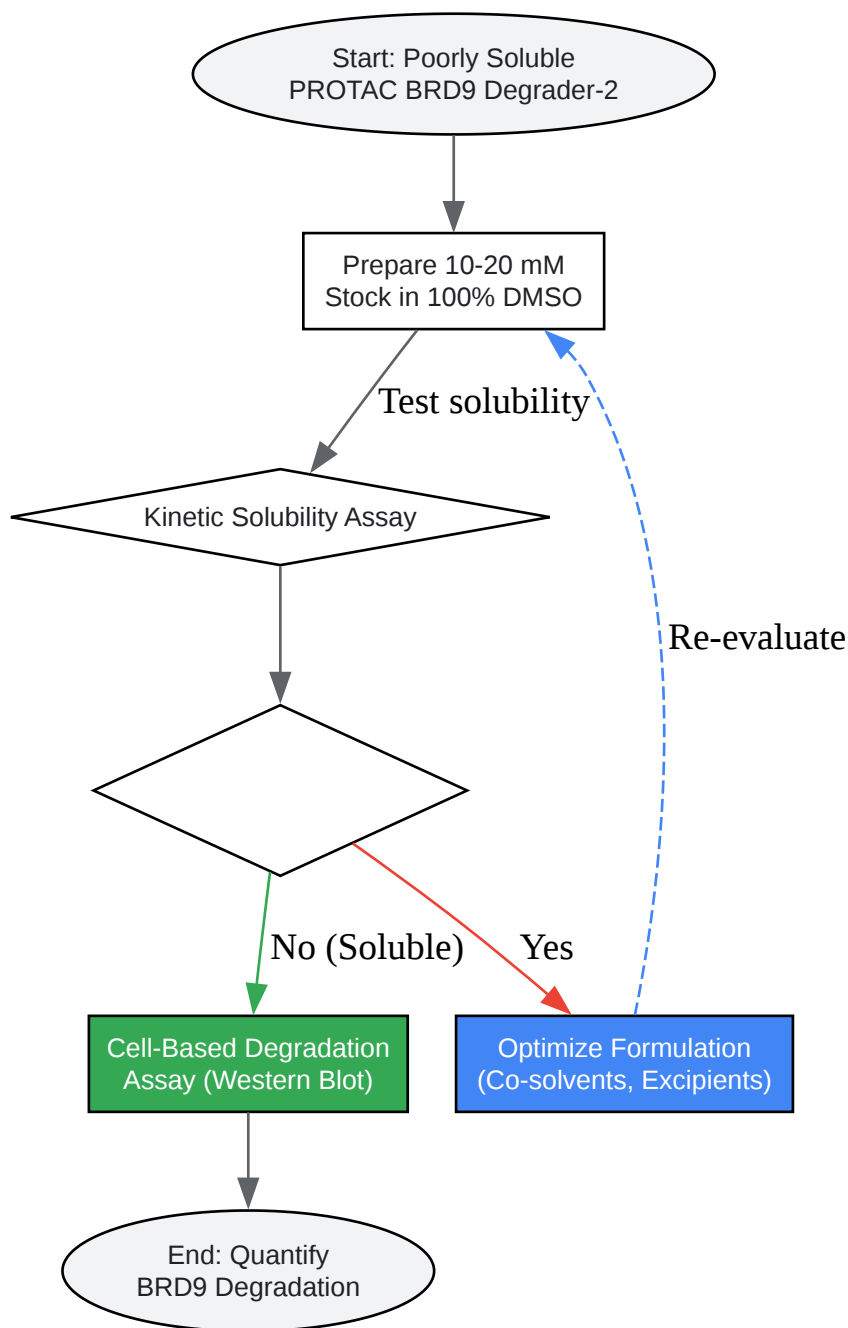 Start: Poorly Soluble
PROTAC BRD9 Degrader-2
Prepare 10-20 mM
Stock in 100% DMSO
Test solubility
Kinetic Solubility Assay
Re-evaluate
No (Soluble)
Yes
Cell-Based Degradation
Assay (Western Blot)
Optimize Formulation
(Co-solvents, Excipients)
End: Quantify
BRD9 Degradation